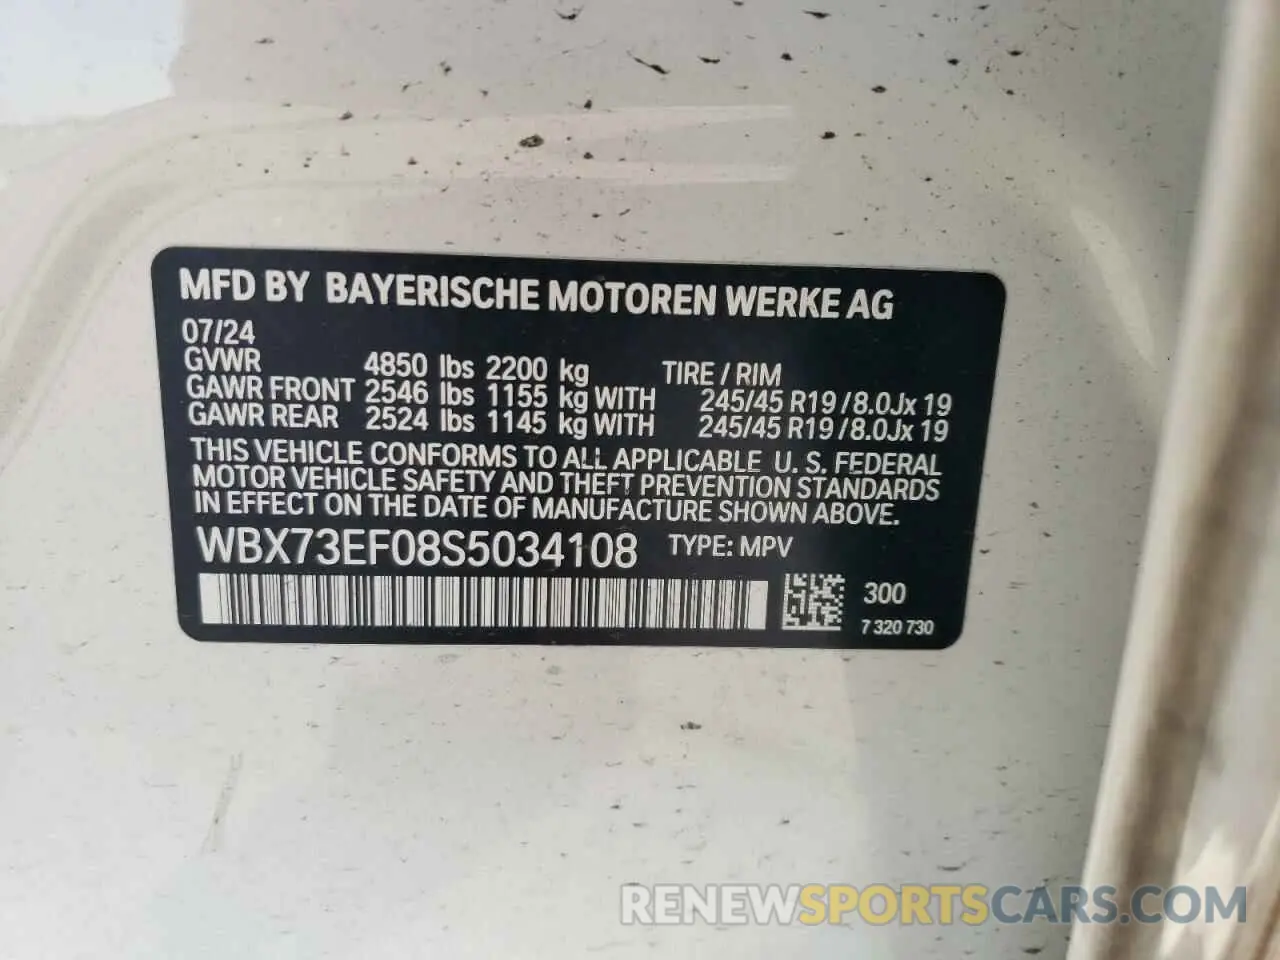 MFD BY BAYERISCHE MOTOREN WERKE AG
07/24
GVWR 4850 lbs 2200 kg TIRE / RIM
GAWR FRONT 2546 lbs 1155 kg WITH 245/45 R19 / 8.0Jx 19
GAWR REAR 2524 lbs 1145 kg WITH 245/45 R19 / 8.0Jx 19
THIS VEHICLE CONFORMS TO ALL APPLICABLE U. S. FEDERAL
MOTOR VEHICLE SAFETY AND THEFT PREVENTION STANDARDS
IN EFFECT ON THE DATE OF MANUFACTURE SHOWN ABOVE.
WBX73EF08S5034108 TYPE: MPV
300
7 320 730
RENEWSPORTSCARS.COM